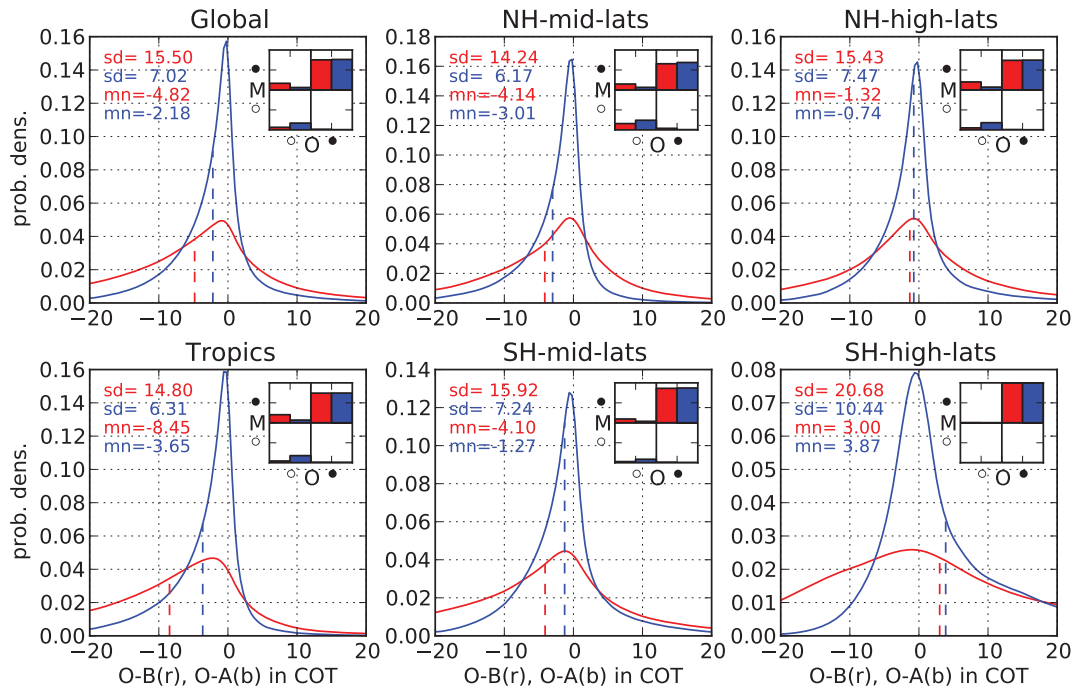 Global
NH-mid-lats
NH-high-lats
prob. dens.
0.16
0.14
0.12
0.10
0.08
0.06
0.04
0.02
0.00
sd= 15.50
sd= 7.02
mn=-4.82
mn=-2.18
M
O
−20
−10
0
10
20
0.18
0.16
0.14
0.12
0.10
0.08
0.06
0.04
0.02
0.00
sd= 14.24
sd= 6.17
mn=-4.14
mn=-3.01
M
O
−20
−10
0
10
20
0.16
0.14
0.12
0.10
0.08
0.06
0.04
0.02
0.00
sd= 15.43
sd= 7.47
mn=-1.32
mn=-0.74
M
O
−20
−10
0
10
20
Tropics
SH-mid-lats
SH-high-lats
prob. dens.
0.16
0.14
0.12
0.10
0.08
0.06
0.04
0.02
0.00
sd= 14.80
sd= 6.31
mn=-8.45
mn=-3.65
M
O
−20
−10
0
10
20
O-B(r), O-A(b) in COT
0.14
0.12
0.10
0.08
0.06
0.04
0.02
0.00
sd= 15.92
sd= 7.24
mn=-4.10
mn=-1.27
M
O
−20
−10
0
10
20
O-B(r), O-A(b) in COT
0.08
0.07
0.06
0.05
0.04
0.03
0.02
0.01
0.00
sd= 20.68
sd= 10.44
mn= 3.00
mn= 3.87
M
O
−20
−10
0
10
20
O-B(r), O-A(b) in COT